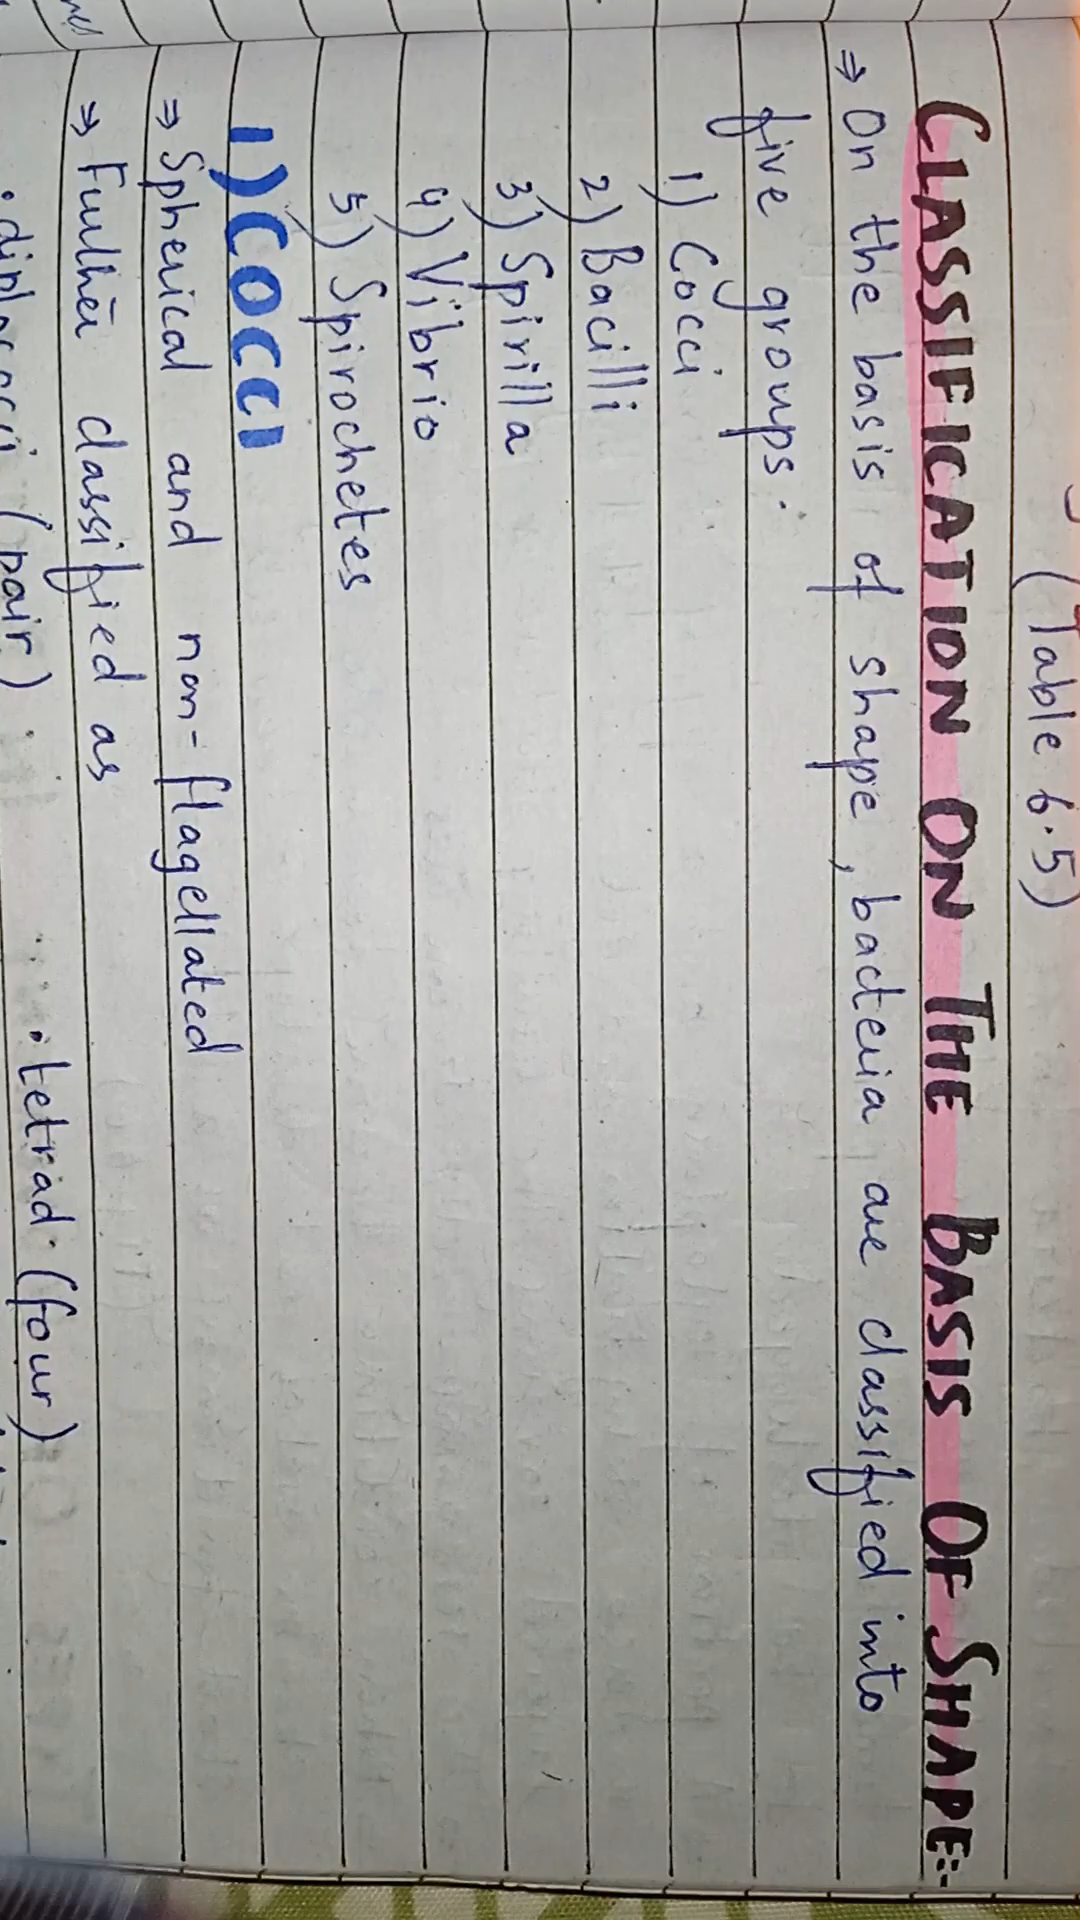 (Table 6.5)
CLASSIFICATION ON THE BASIS OF SHAPE:-
⇒ On the basis of shape, bacteria are classified into
five groups.
1) Cocci
2) Bacilli
3) Spirilla
4) Vibrio
5) Spirochetes
1) COCCI
⇒ Spherical and non-flagellated
⇒ Further classified as
• diplococci (pair). • tetrad. (four)